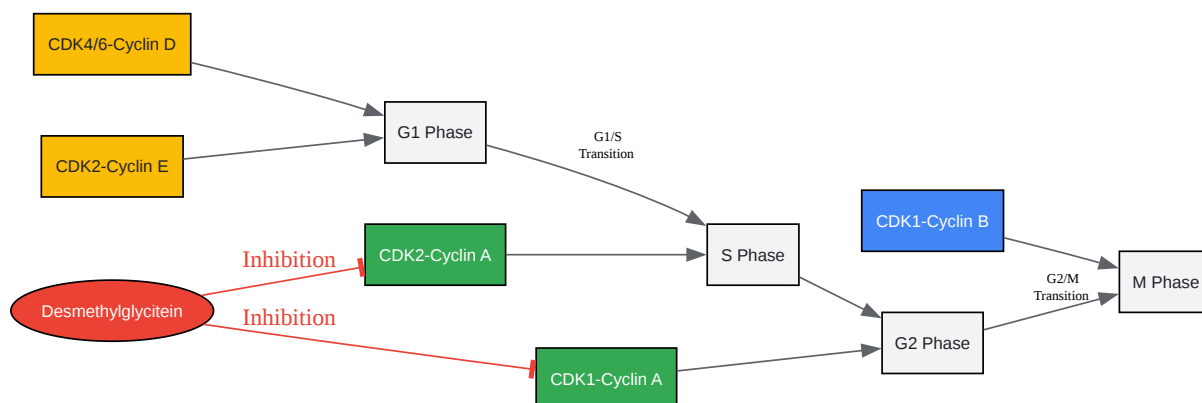 CDK4/6-Cyclin D
G1 Phase
G1/S
Transition
CDK2-Cyclin E
CDK1-Cyclin B
CDK2-Cyclin A
S Phase
Inhibition
M Phase
G2/M
Transition
Desmethylglycitein
Inhibition
G2 Phase
CDK1-Cyclin A